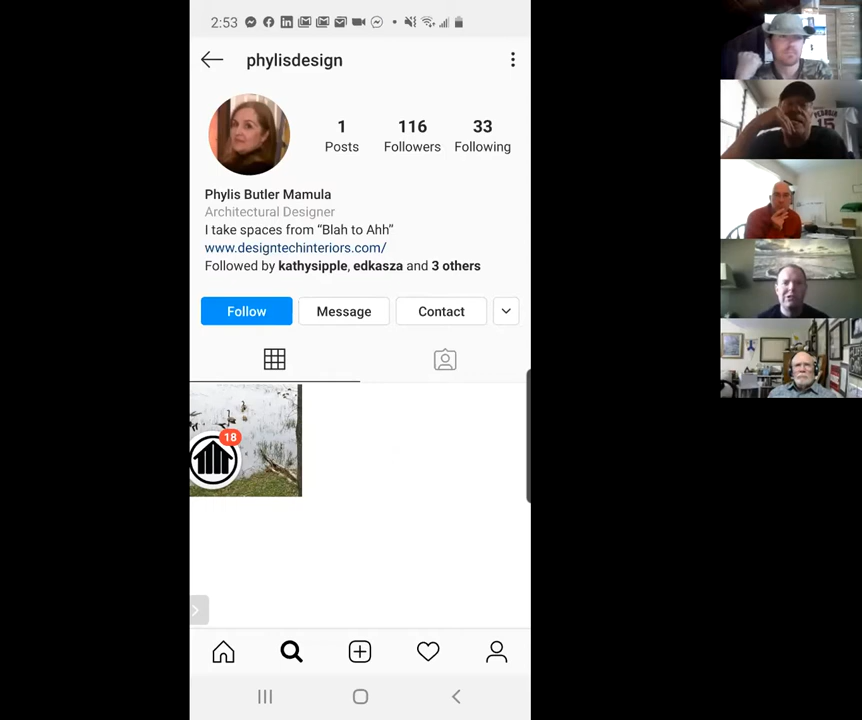 2:53
phylisdesign
1
116
33
Posts
Followers
Following
Phylis Butler Mamula
Architectural Designer
I take spaces from “Blah to Ahh”
www.designtechinteriors.com/
Followed by kathysipple, edkasza and 3 others
Follow
Message
Contact
18
15